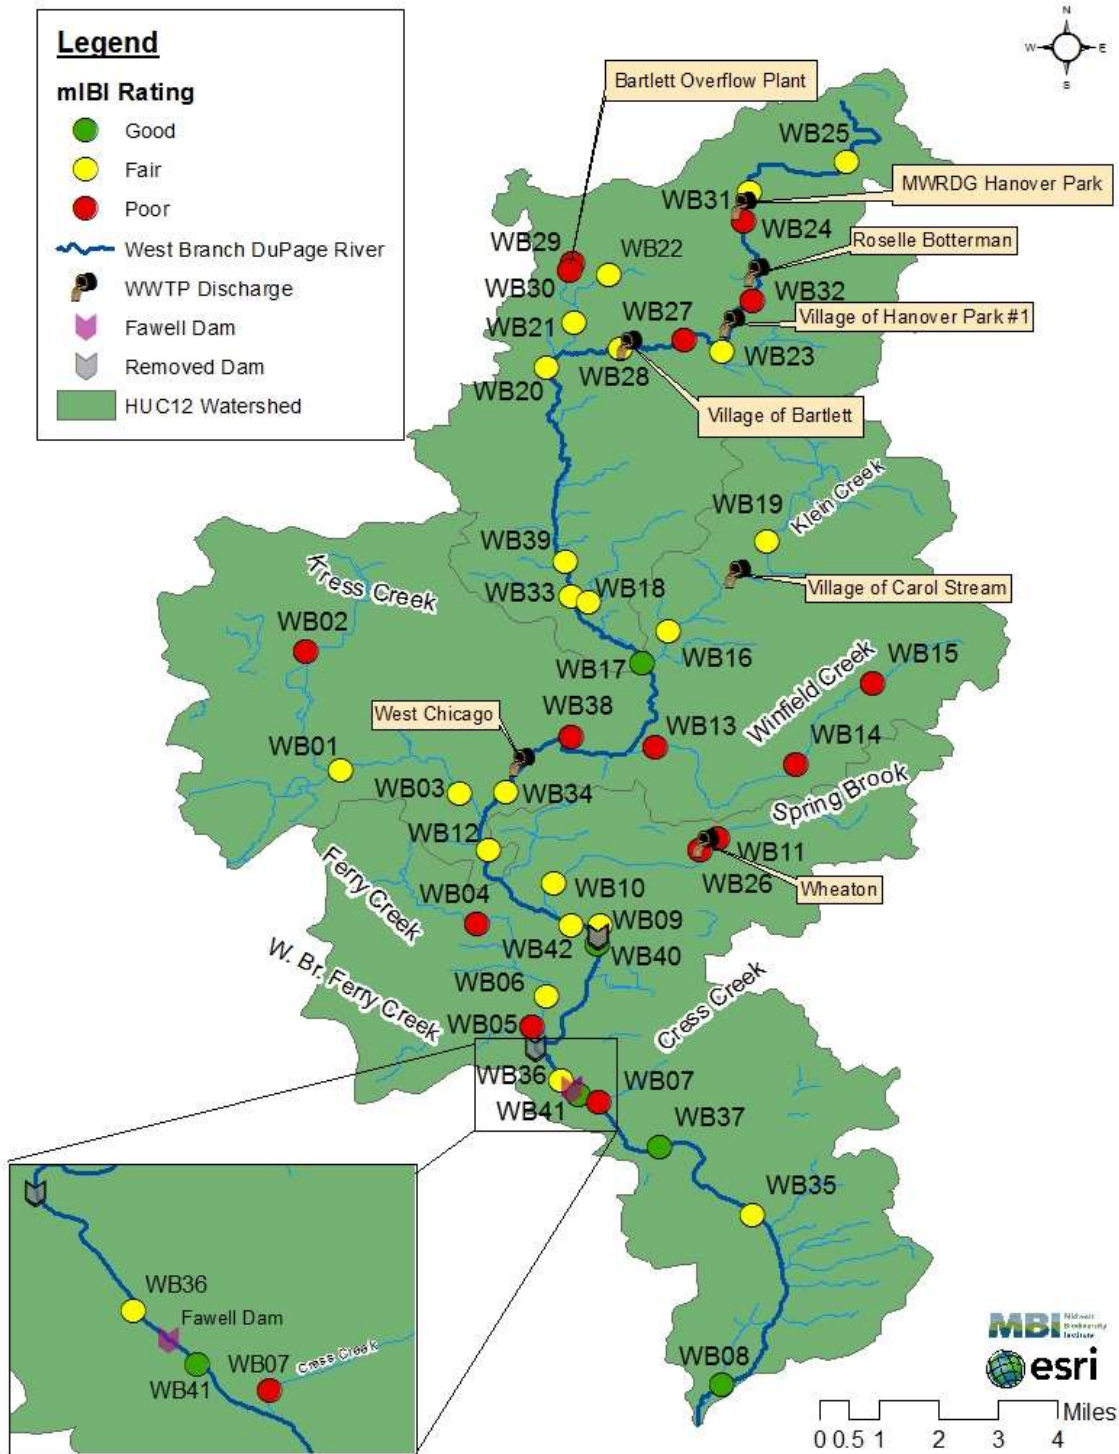 Legend
mIBI Rating
Good
Fair
Poor
West Branch DuPage River
WWTP Discharge
Fawell Dam
Removed Dam
HUC12 Watershed
N
W
E
S
Bartlett Overflow Plant
WB25
MWRDG Hanover Park
WB31
WB24
WB29
WB22
Roselle Botterman
WB30
WB32
WB21
WB27
Village of Hanover Park #1
WB28
WB23
WB20
Village of Bartlett
WB19
Klein Creek
WB39
WB33
WB18
Village of Carol Stream
Kress Creek
WB02
WB16
WB15
WB17
Winfield Creek
West Chicago
WB38
WB13
WB14
WB01
WB03
WB34
Spring Brook
WB12
WB11
WB26
Wheaton
Ferry Creek
WB04
WB10
WB09
WB42
WB40
W. Br. Ferry Creek
WB06
Cress Creek
WB05
WB36
WB07
WB41
WB37
WB35
WB36
Fawell Dam
WB07
Cress Creek
WB41
WB08
MBI Midwest
Biodiversity
Institute
esri
Miles
0 0.5 1 2 3 4